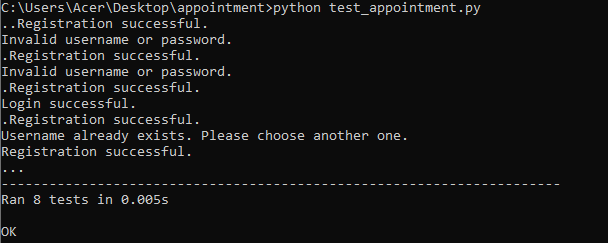 C:\Users\Acer\Desktop\appointment>python test_appointment.py
..Registration successful.
Invalid username or password.
.Registration successful.
Invalid username or password.
.Registration successful.
Login successful.
.Registration successful.
Username already exists. Please choose another one.
Registration successful.
...
----------------------------------------------------------------------
Ran 8 tests in 0.005s
OK